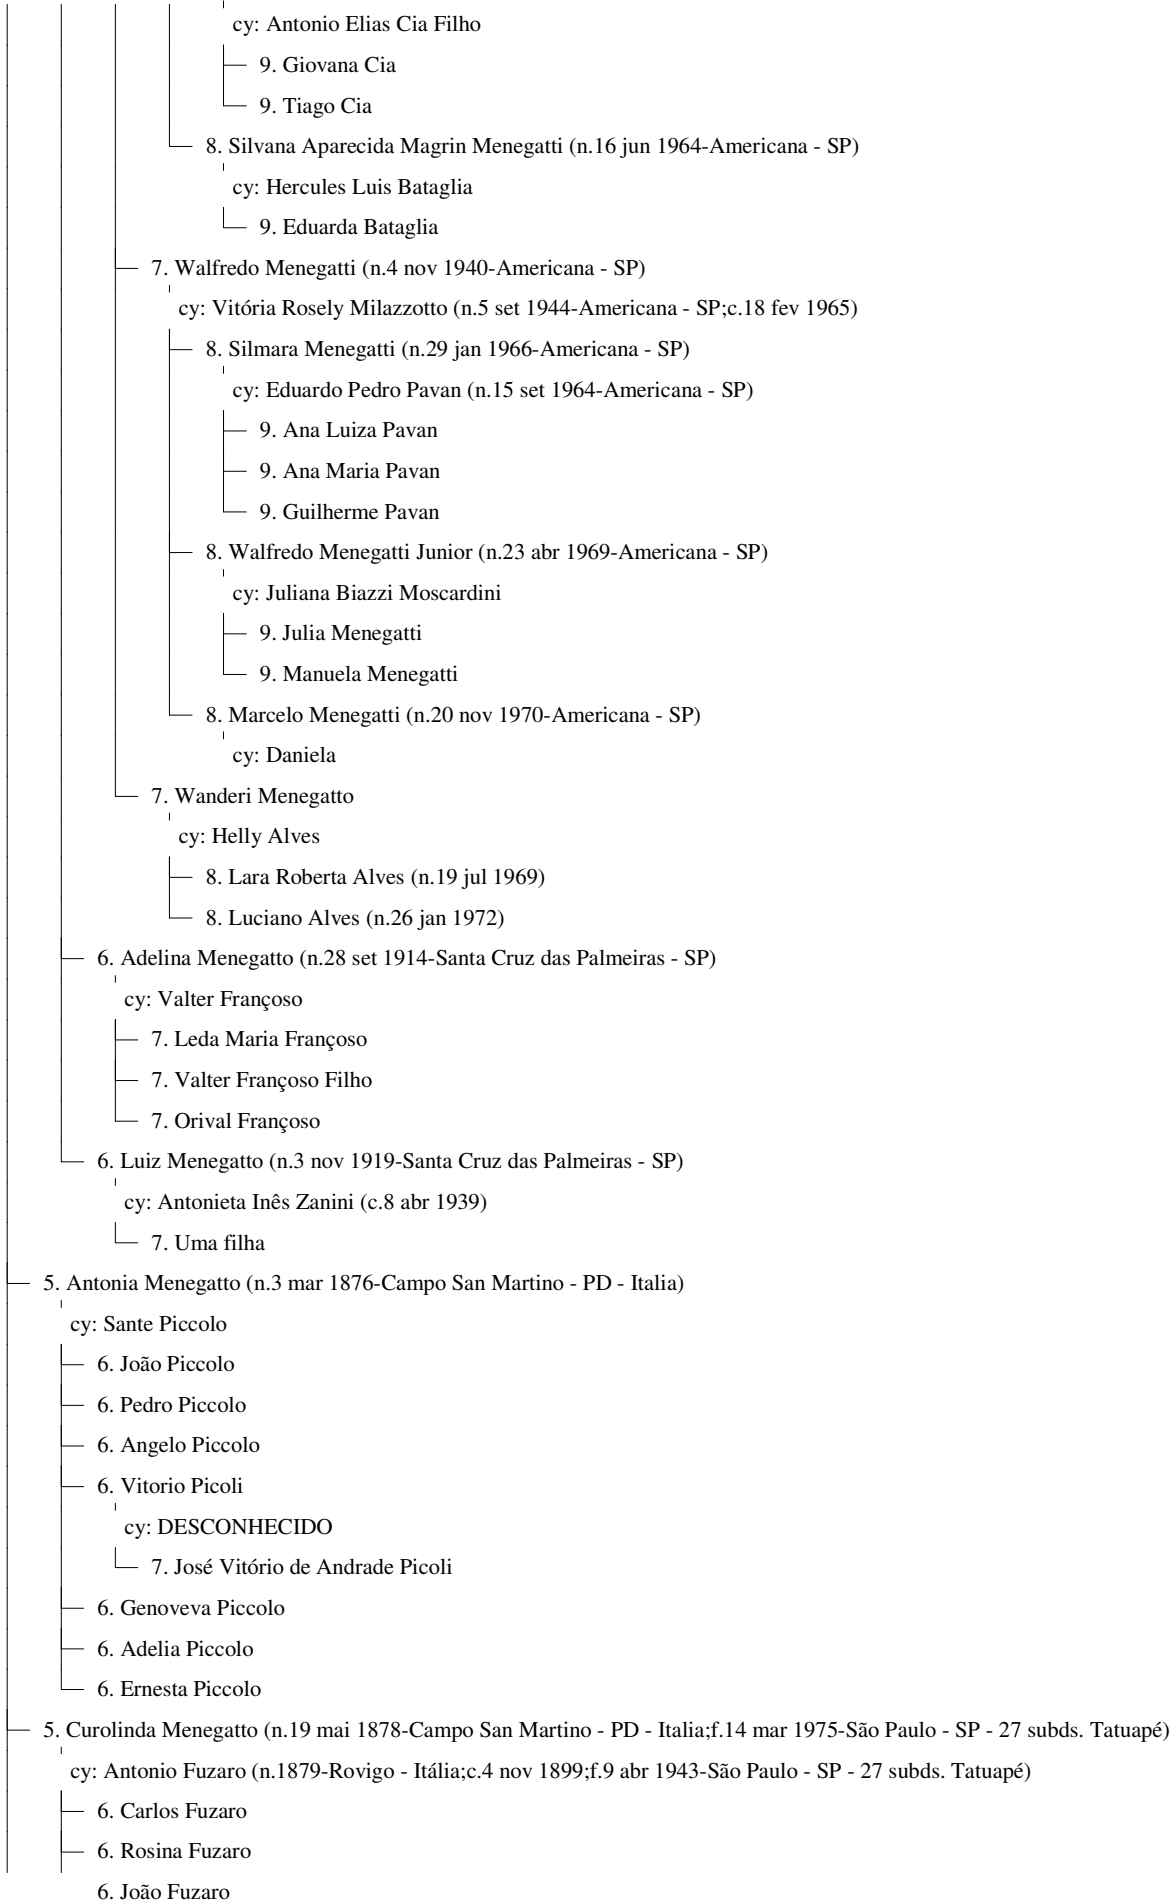 cy: Antonio Elias Cia Filho
9. Giovana Cia
9. Tiago Cia
8. Silvana Aparecida Magrin Menegatti (n.16 jun 1964-Americana - SP)
cy: Hercules Luis Bataglia
9. Eduarda Bataglia
7. Walfredo Menegatti (n.4 nov 1940-Americana - SP)
cy: Vitória Rosely Milazzotto (n.5 set 1944-Americana - SP;c.18 fev 1965)
8. Silmara Menegatti (n.29 jan 1966-Americana - SP)
cy: Eduardo Pedro Pavan (n.15 set 1964-Americana - SP)
9. Ana Luiza Pavan
9. Ana Maria Pavan
9. Guilherme Pavan
8. Walfredo Menegatti Junior (n.23 abr 1969-Americana - SP)
cy: Juliana Biazzi Moscardini
9. Julia Menegatti
9. Manuela Menegatti
8. Marcelo Menegatti (n.20 nov 1970-Americana - SP)
cy: Daniela
7. Wanderi Menegatto
cy: Helly Alves
8. Lara Roberta Alves (n.19 jul 1969)
8. Luciano Alves (n.26 jan 1972)
6. Adelina Menegatto (n.28 set 1914-Santa Cruz das Palmeiras - SP)
cy: Valter Françoso
7. Leda Maria Françoso
7. Valter Françoso Filho
7. Orival Françoso
6. Luiz Menegatto (n.3 nov 1919-Santa Cruz das Palmeiras - SP)
cy: Antonieta Inês Zanini (c.8 abr 1939)
7. Uma filha
5. Antonia Menegatto (n.3 mar 1876-Campo San Martino - PD - Italia)
cy: Sante Piccolo
6. João Piccolo
6. Pedro Piccolo
6. Angelo Piccolo
6. Vitorio Picoli
cy: DESCONHECIDO
7. José Vitório de Andrade Picoli
6. Genoveva Piccolo
6. Adelia Piccolo
6. Ernesta Piccolo
5. Curolinda Menegatto (n.19 mai 1878-Campo San Martino - PD - Italia;f.14 mar 1975-São Paulo - SP - 27 subds. Tatuapé)
cy: Antonio Fuzaro (n.1879-Rovigo - Itália;c.4 nov 1899;f.9 abr 1943-São Paulo - SP - 27 subds. Tatuapé)
6. Carlos Fuzaro
6. Rosina Fuzaro
6. João Fuzaro